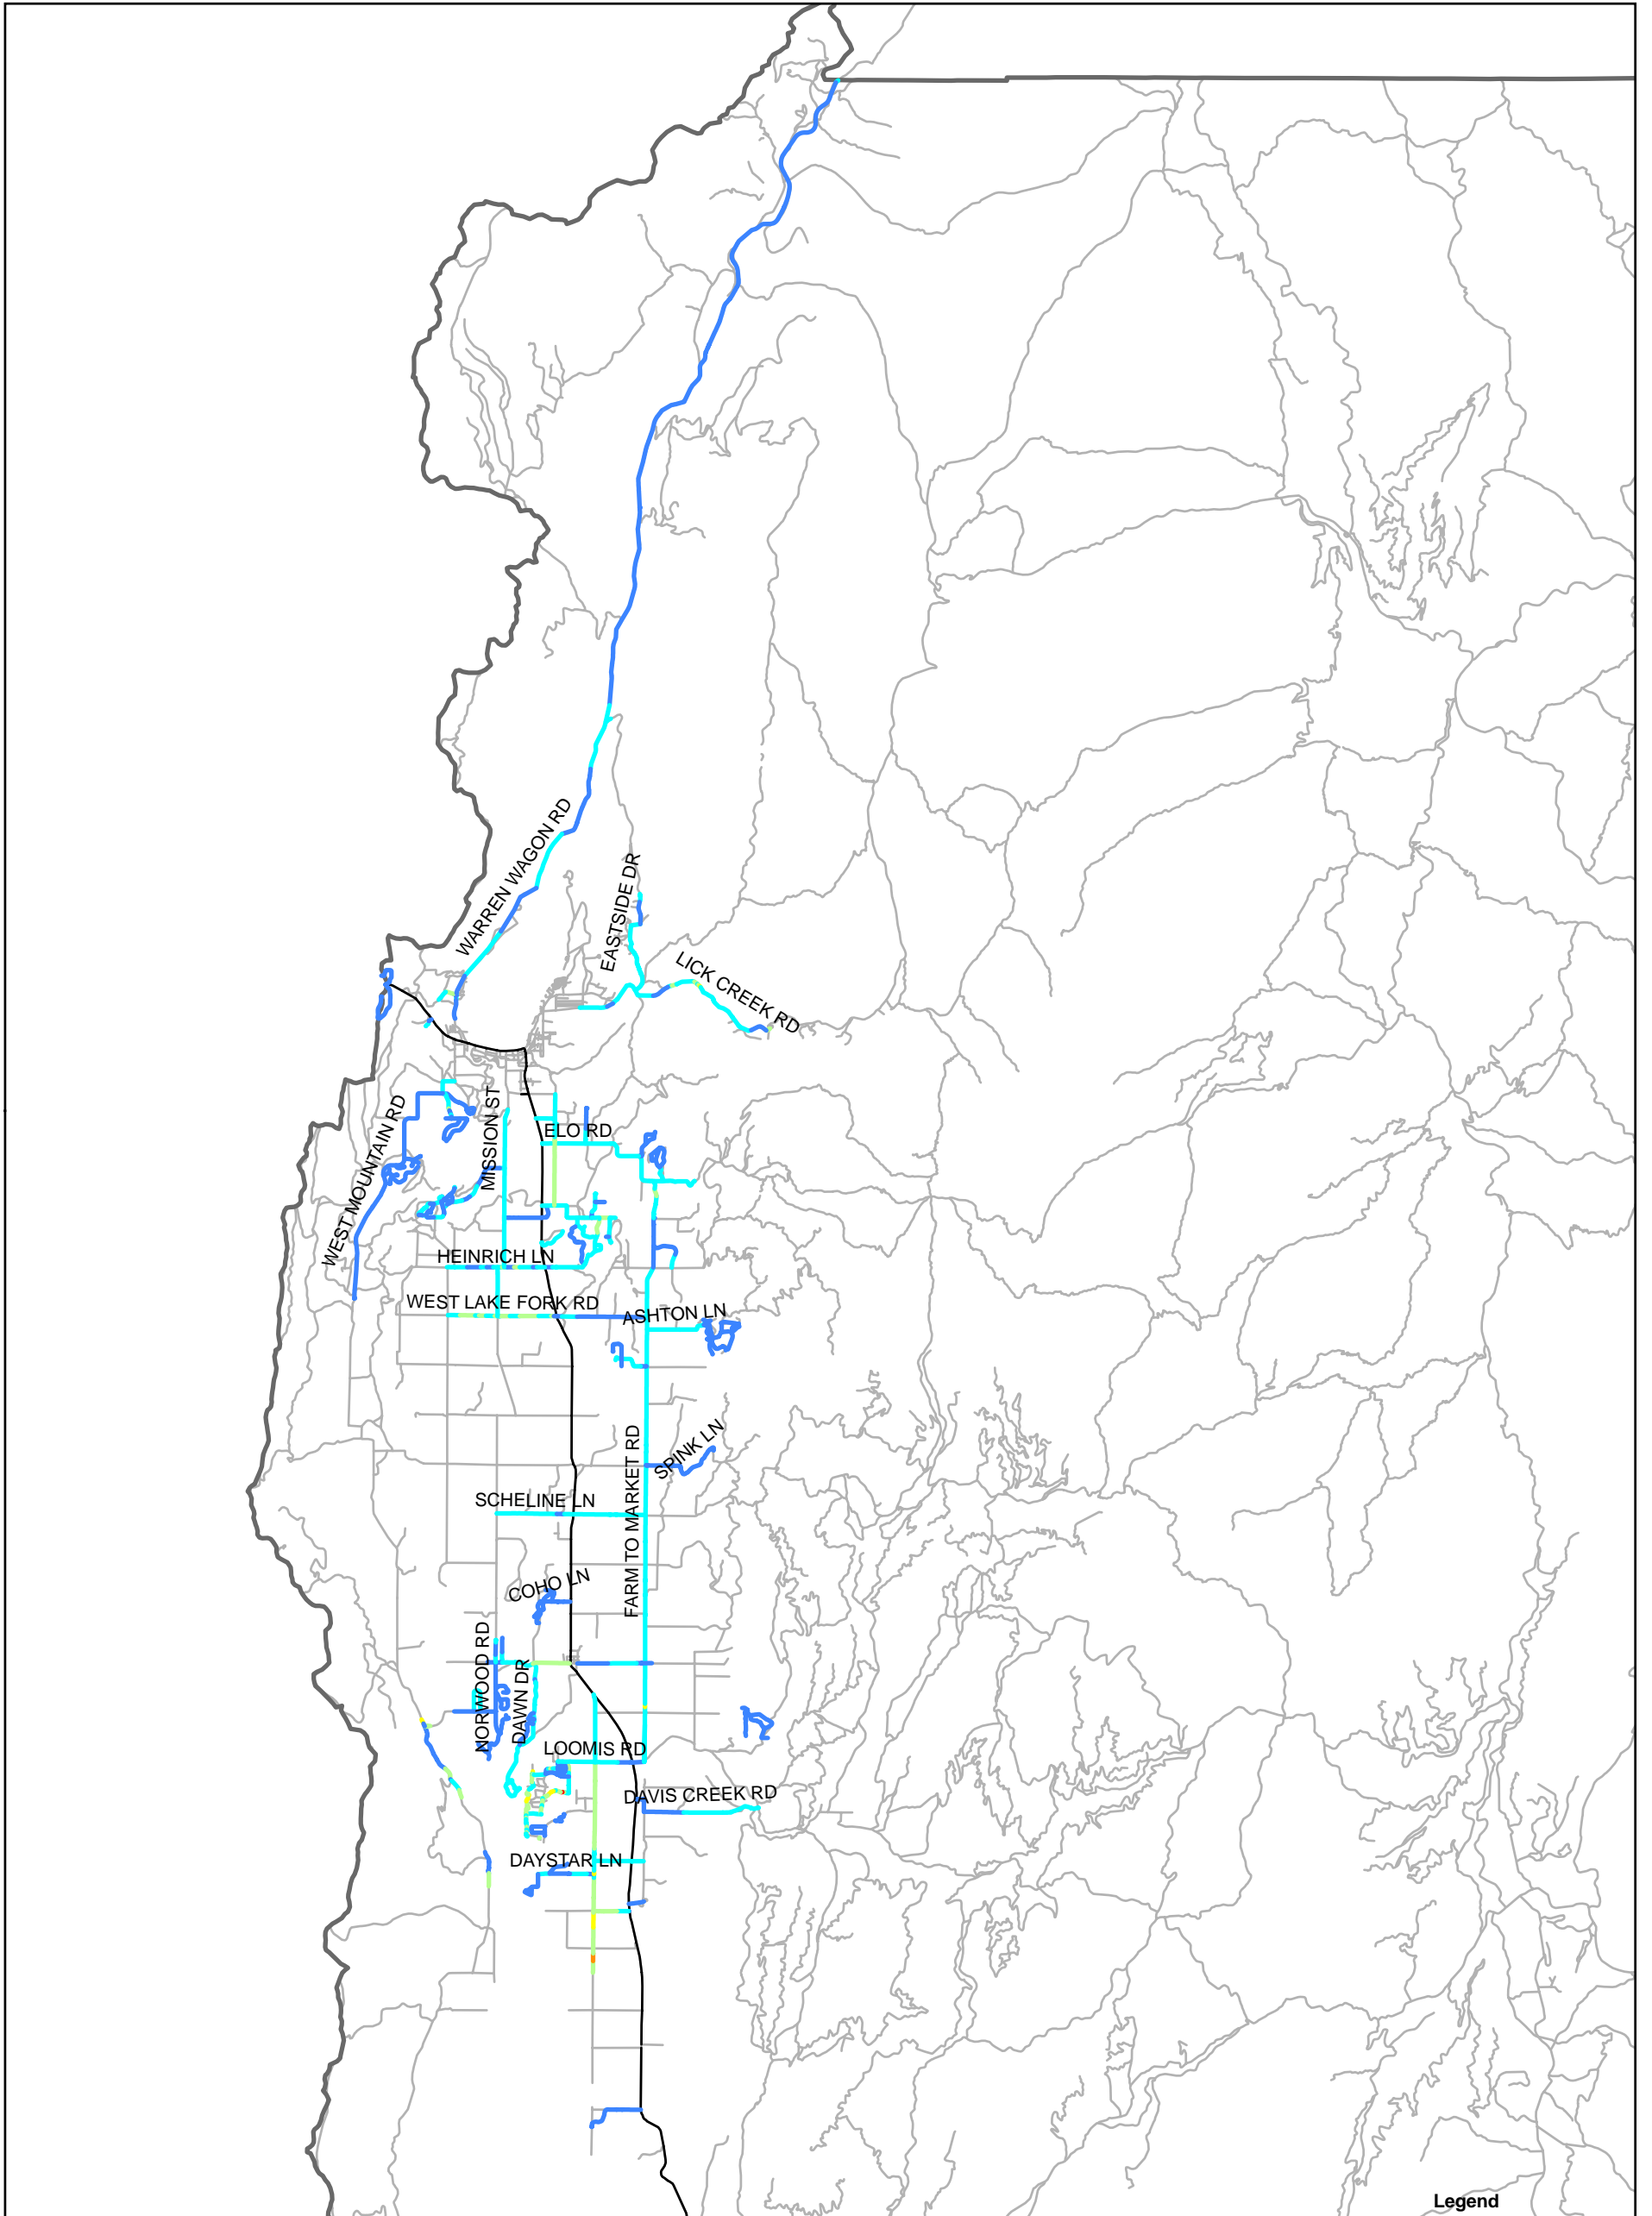 WARREN WAGON RD
EASTSIDE DR
LICK CREEK RD
WEST MOUNTAIN RD
MISSION ST
ELO RD
HEINRICH LN
WEST LAKE FORK RD
ASHTON LN
FARM TO MARKET RD
SPINK LN
SCHELINE LN
COHO LN
NORWOOD RD
DAWN DR
LOOMIS RD
DAVIS CREEK RD
DAYSTAR LN
Legend